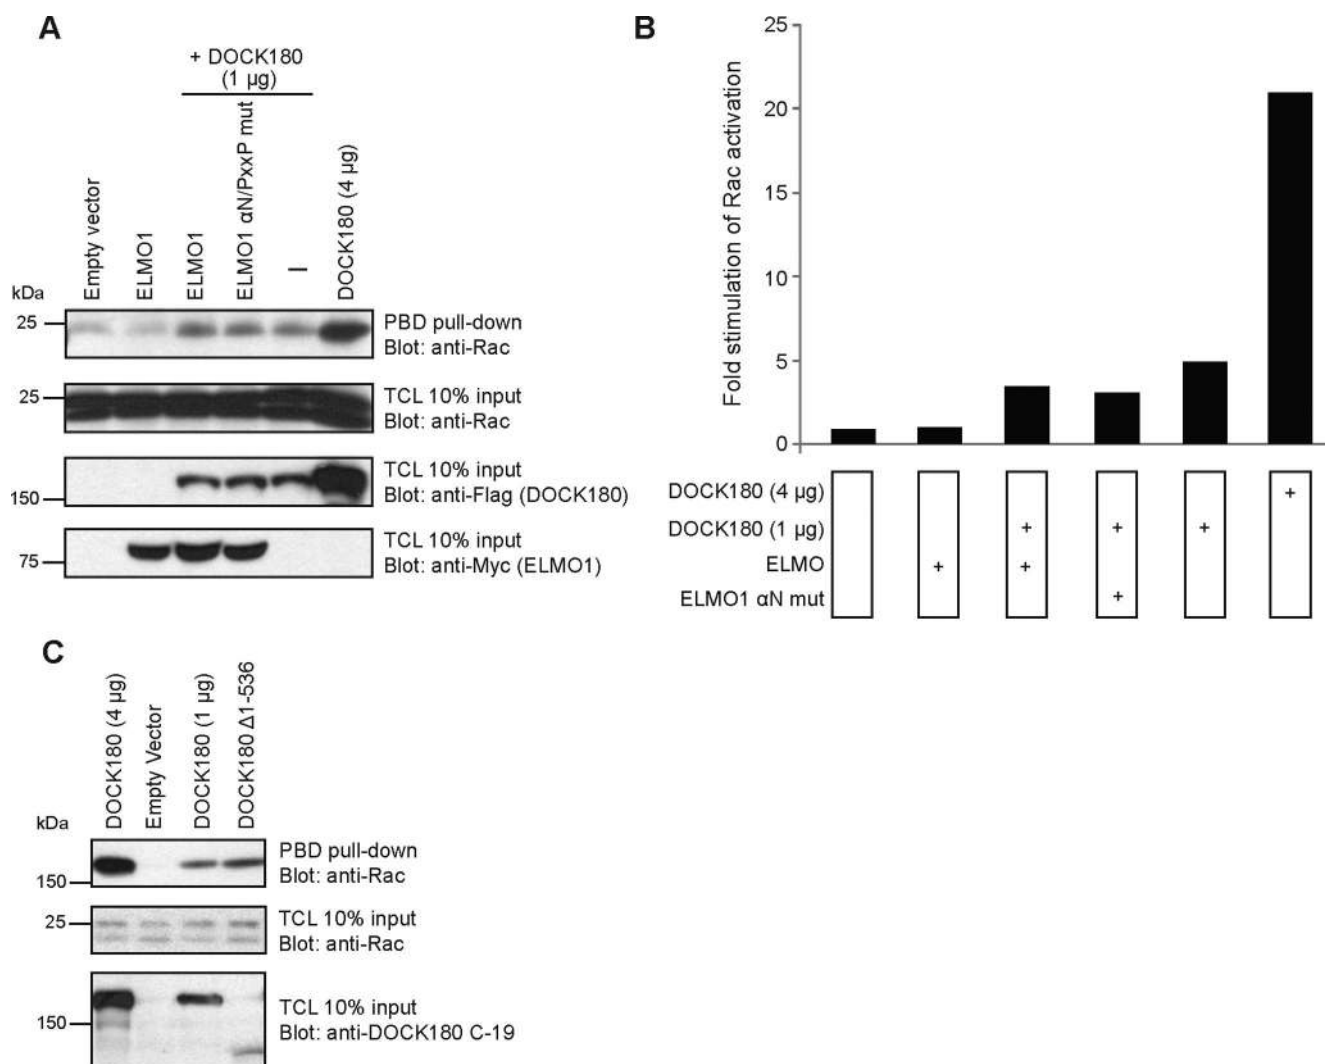 A
+ DOCK180
(1 µg)
Empty vector
ELMO1
ELMO1
ELMO1 αN/PxxP mut
–
DOCK180 (4 µg)
kDa
25
PBD pull-down
Blot: anti-Rac
25
TCL 10% input
Blot: anti-Rac
150
TCL 10% input
Blot: anti-Flag (DOCK180)
75
TCL 10% input
Blot: anti-Myc (ELMO1)
B
Fold stimulation of Rac activation
25
20
15
10
5
0
DOCK180 (4 µg) +
DOCK180 (1 µg) + + +
ELMO + +
ELMO1 αN mut +
C
DOCK180 (4 µg)
Empty Vector
DOCK180 (1 µg)
DOCK180 Δ1-536
kDa
150
PBD pull-down
Blot: anti-Rac
25
TCL 10% input
Blot: anti-Rac
150
TCL 10% input
Blot: anti-DOCK180 C-19